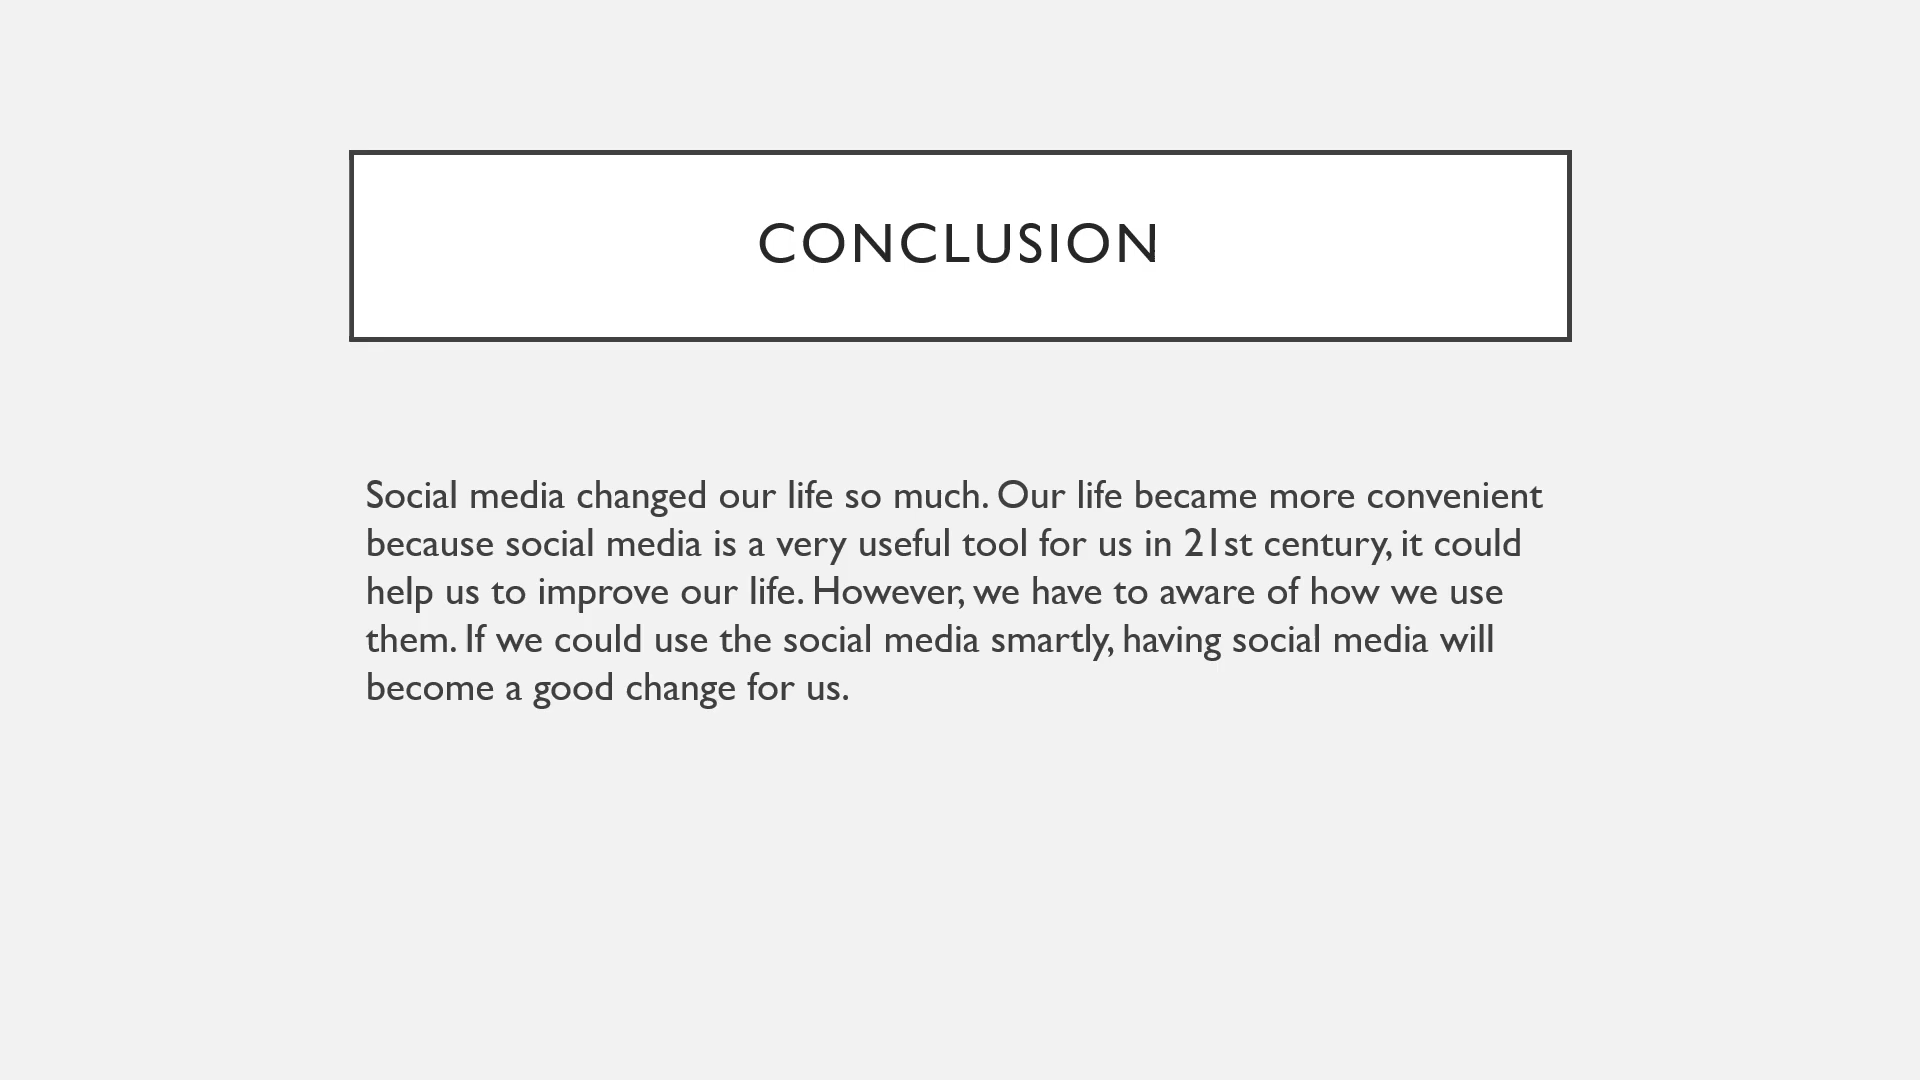 CONCLUSION
Social media changed our life so much. Our life became more convenient
because social media is a very useful tool for us in 21st century, it could
help us to improve our life. However, we have to aware of how we use
them. If we could use the social media smartly, having social media will
become a good change for us.